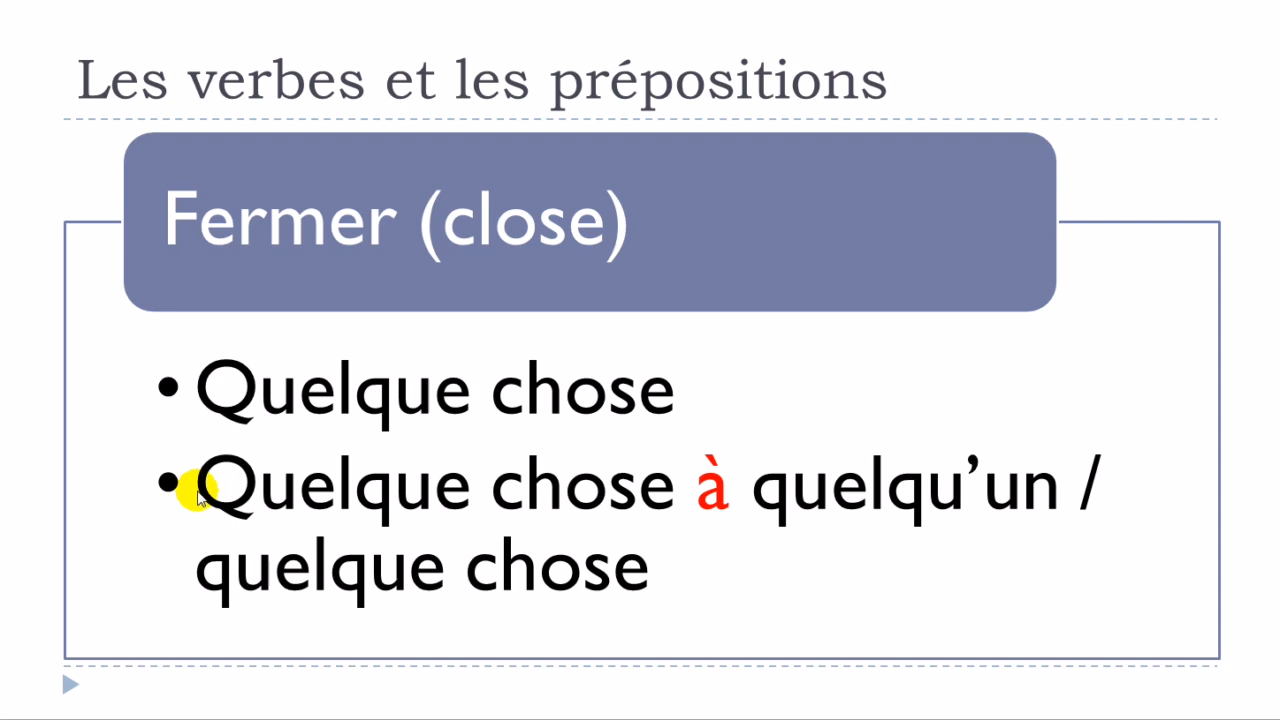 Les verbes et les prépositions
Fermer (close)
• Quelque chose
• Quelque chose à quelqu’un /
quelque chose